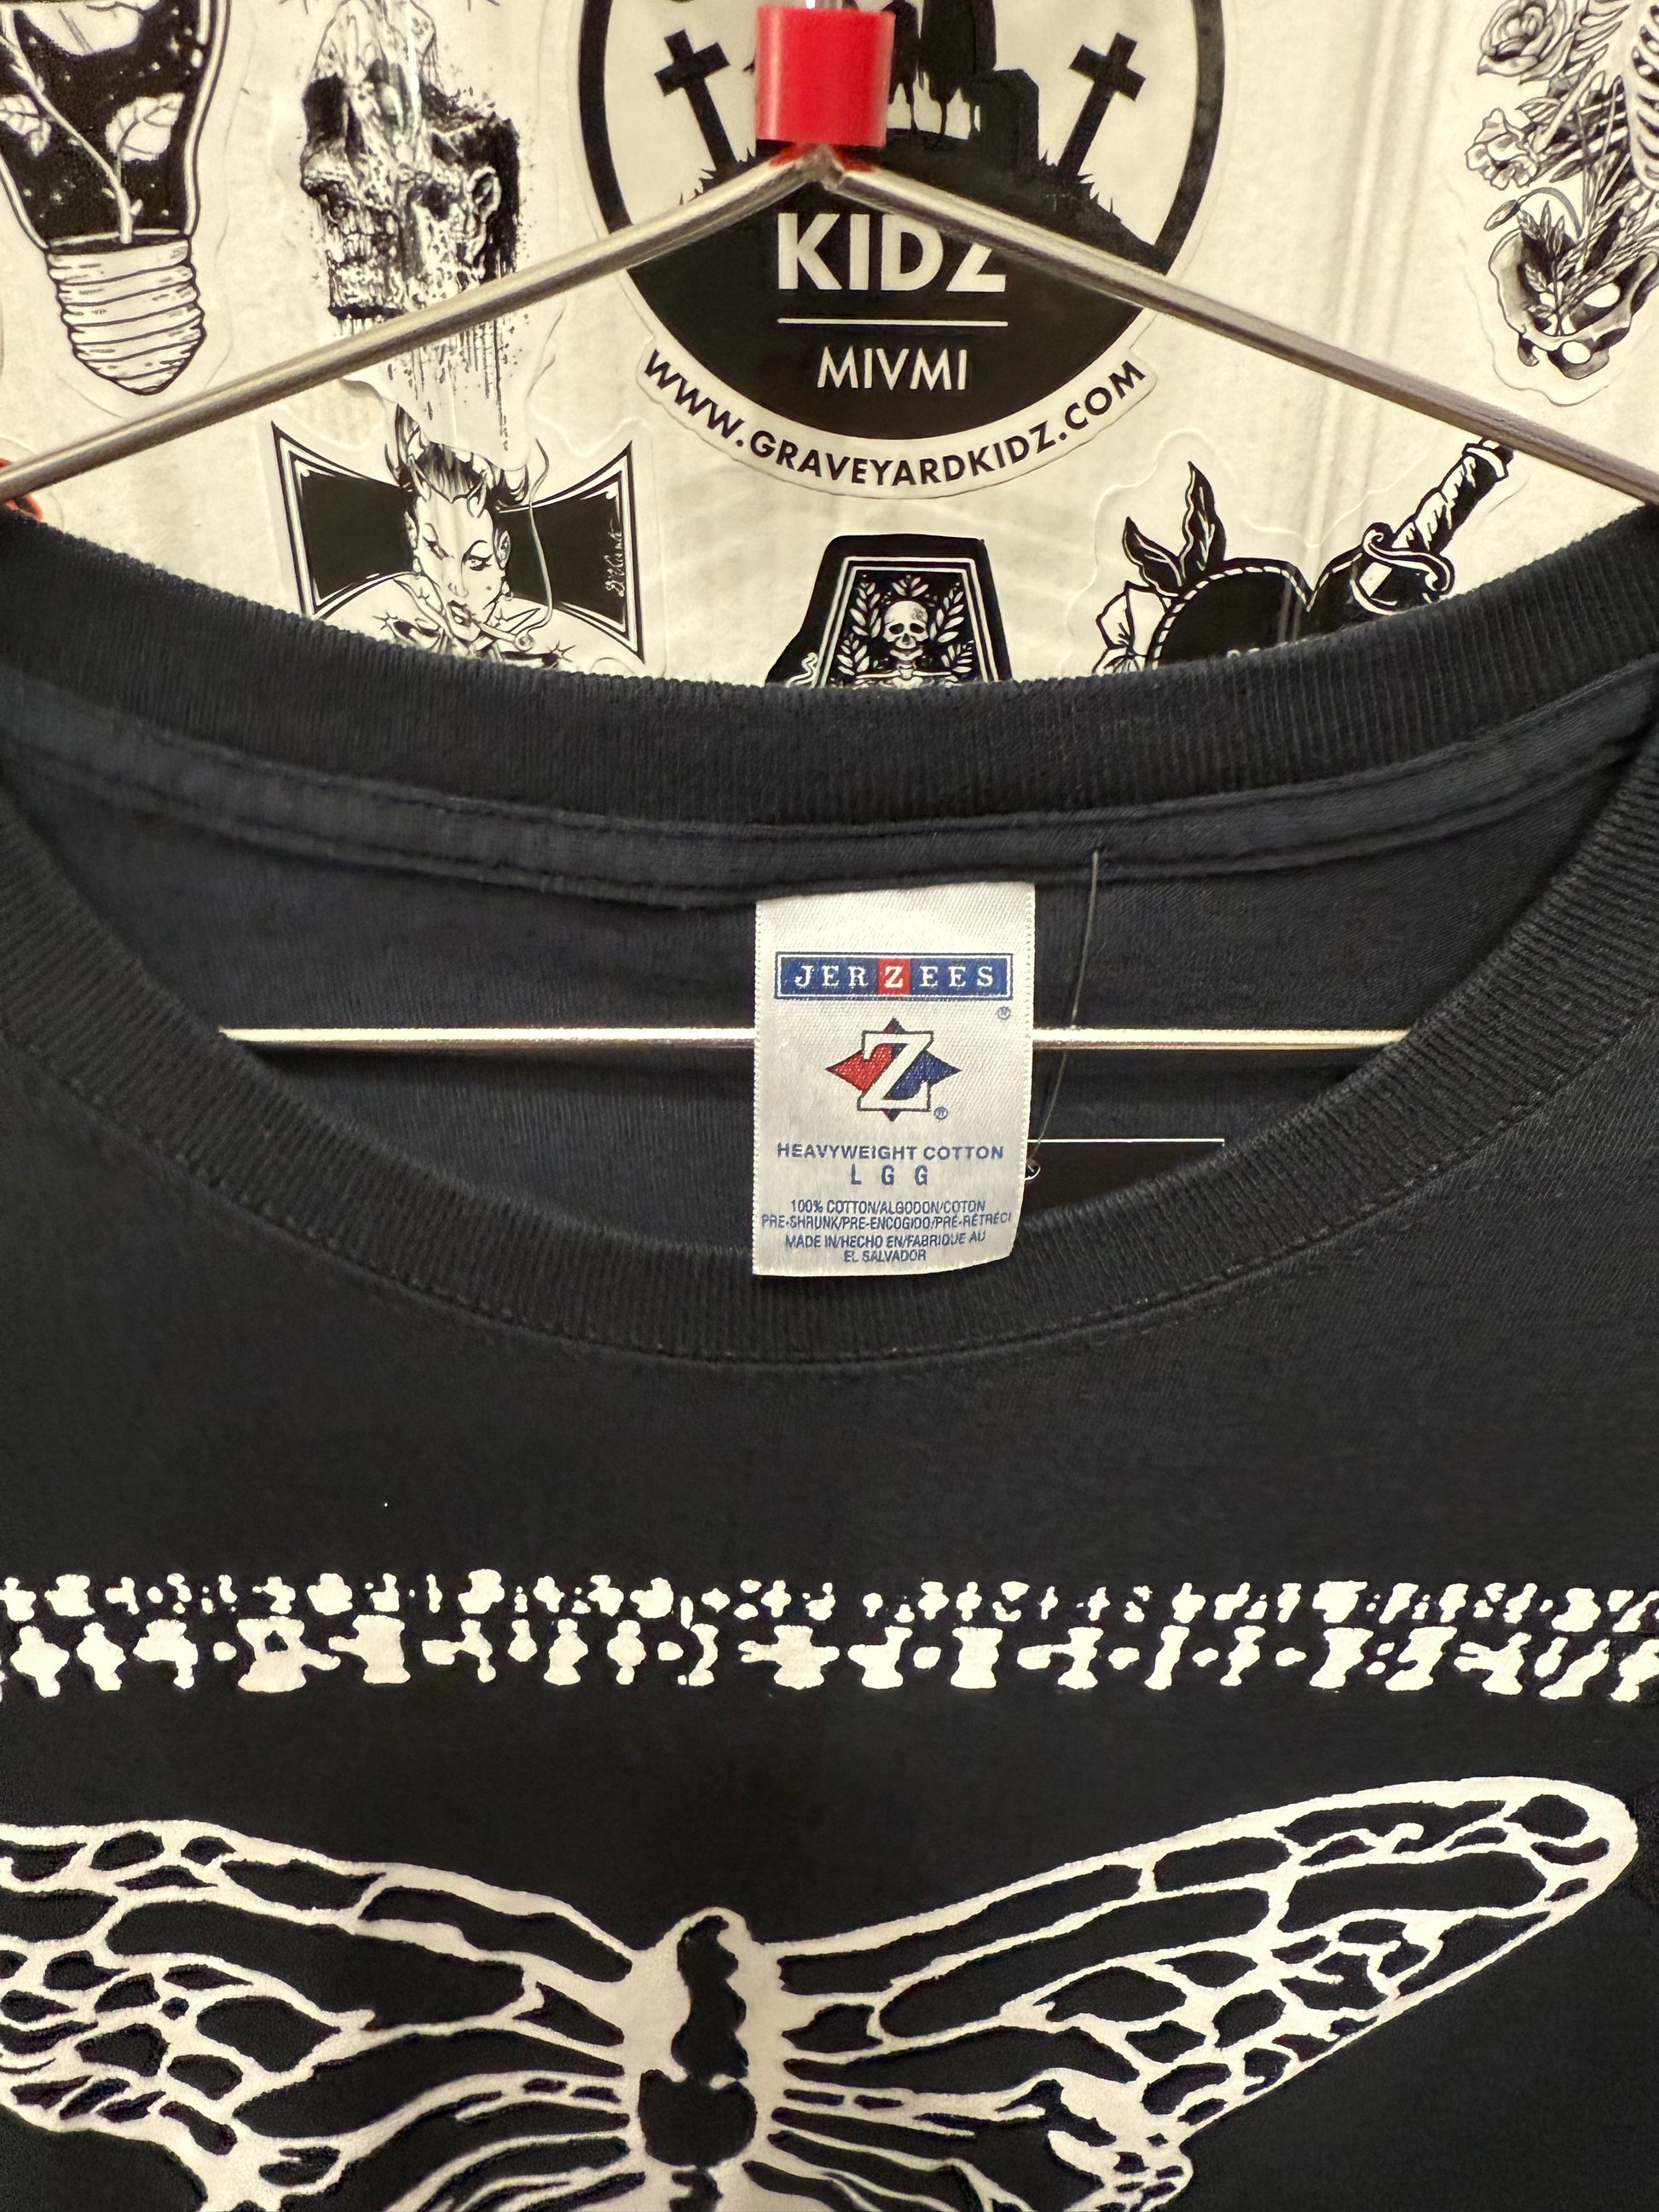 KIDZ
MIVMI
WWW.GRAVEYARDKIDZ.COM
JERZEES
®
Z
®
HEAVYWEIGHT COTTON
L G G
100% COTTON/ALGODON/COTON
PRE-SHRUNK/PRE-ENCOGIDO/PRÉ-RÉTRÉCI
MADE IN/HECHO EN/FABRIQUE AU
EL SALVADOR